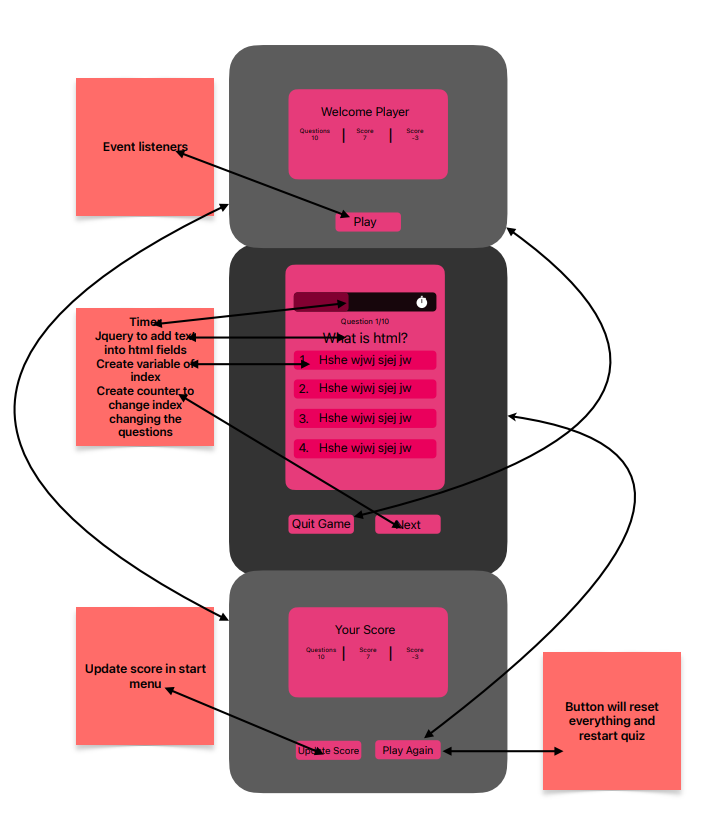 Welcome Player
Questions Score Score
10 7 -3
Event listeners
Play
Timer
Jquery to add text
into html fields
Create variable of
index
Create counter to
change index
changing the
questions
Question 1/10
What is html?
1. Hshe wjwj sjej jw
2. Hshe wjwj sjej jw
3. Hshe wjwj sjej jw
4. Hshe wjwj sjej jw
Quit Game
Next
Your Score
Questions Score Score
10 7 -3
Update score in start
menu
Update Score
Play Again
Button will reset
everything and
restart quiz